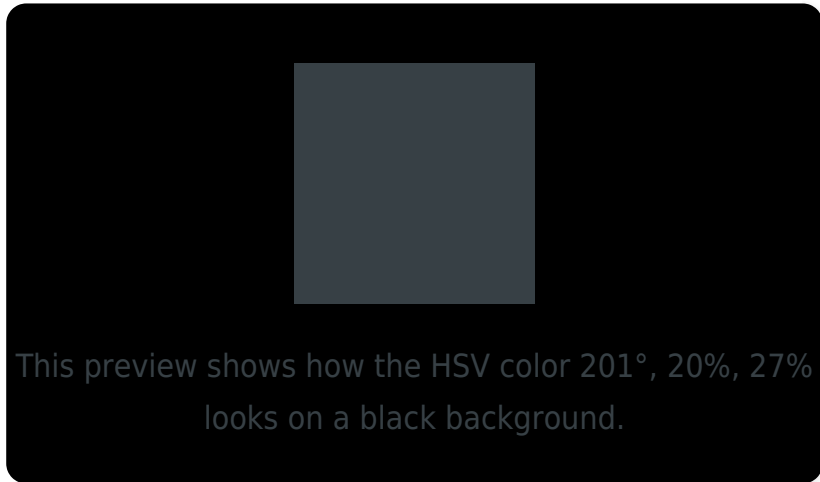 This preview shows how the HSV color 201°, 20%, 27%
looks on a black background.